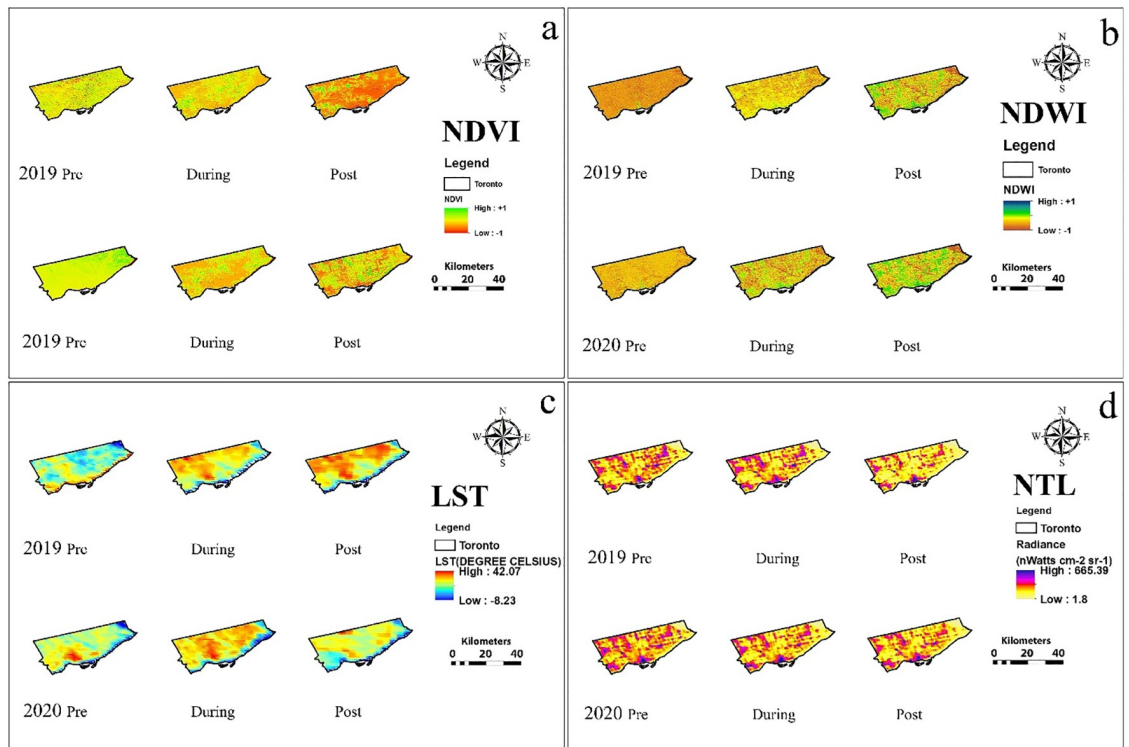 a
N
W E
S
NDVI
Legend
Toronto
NDVI
High : +1
Low : -1
2019 Pre During Post
Kilometers
0 20 40
2019 Pre During Post
b
N
W E
S
NDWI
Legend
Toronto
NDWI
High : +1
Low : -1
2019 Pre During Post
Kilometers
0 20 40
2020 Pre During Post
c
N
W E
S
LST
Legend
Toronto
LST(DEGREE CELSIUS)
High : 42.07
Low : -8.23
2019 Pre During Post
Kilometers
0 20 40
2020 Pre During Post
d
N
W E
S
NTL
Legend
Toronto
Radiance
(nWatts cm-2 sr-1)
High : 665.39
Low : 1.8
2019 Pre During Post
Kilometers
0 20 40
2020 Pre During Post